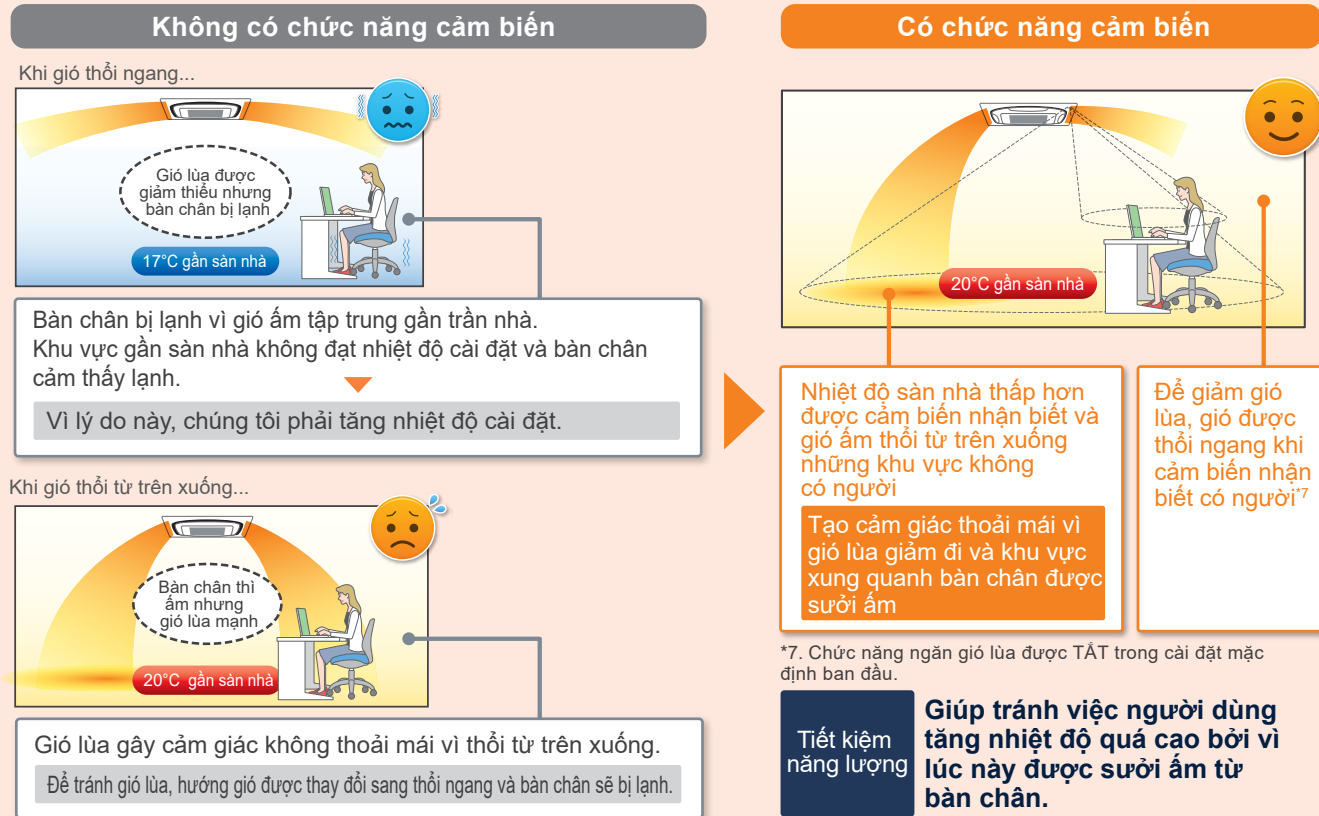 Không có chức năng cảm biến
Khi gió thổi ngang...
Gió lùa được
giảm thiểu nhưng
bàn chân bị lạnh
17°C gần sàn nhà
Bàn chân bị lạnh vì gió ấm tập trung gần trần nhà.
Khu vực gần sàn nhà không đạt nhiệt độ cài đặt và bàn chân
cảm thấy lạnh.
Vì lý do này, chúng tôi phải tăng nhiệt độ cài đặt.
Khi gió thổi từ trên xuống...
Bàn chân thì
ấm nhưng
gió lùa mạnh
20°C gần sàn nhà
Gió lùa gây cảm giác không thoải mái vì thổi từ trên xuống.
Để tránh gió lùa, hướng gió được thay đổi sang thổi ngang và bàn chân sẽ bị lạnh.
Có chức năng cảm biến
20°C gần sàn nhà
Nhiệt độ sàn nhà thấp hơn
được cảm biến nhận biết và
gió ấm thổi từ trên xuống
những khu vực không
có người
Tạo cảm giác thoải mái vì
gió lùa giảm đi và khu vực
xung quanh bàn chân được
sưởi ấm
Để giảm gió
lùa, gió được
thổi ngang khi
cảm biến nhận
biết có người*7
*7. Chức năng ngăn gió lùa được TẮT trong cài đặt mặc
định ban đầu.
Tiết kiệm
năng lượng
Giúp tránh việc người dùng
tăng nhiệt độ quá cao bởi vì
lúc này được sưởi ấm từ
bàn chân.